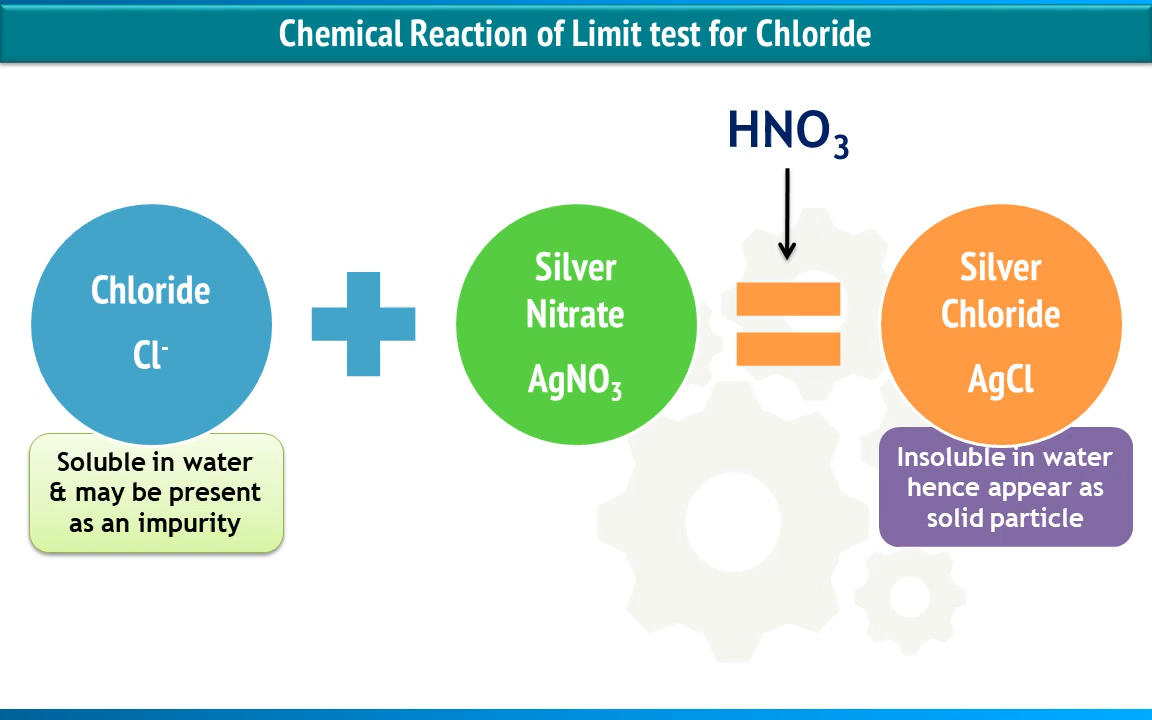 Chemical Reaction of Limit test for Chloride
HNO₃
Chloride
Cl⁻
Silver
Nitrate
AgNO₃
Silver
Chloride
AgCl
Soluble in water
& may be present
as an impurity
Insoluble in water
hence appear as
solid particle